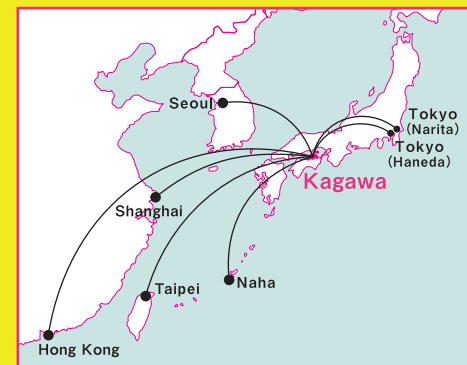 Seoul
Tokyo
(Narita)
Tokyo
(Haneda)
Kagawa
Shanghai
Taipei
Naha
Hong Kong